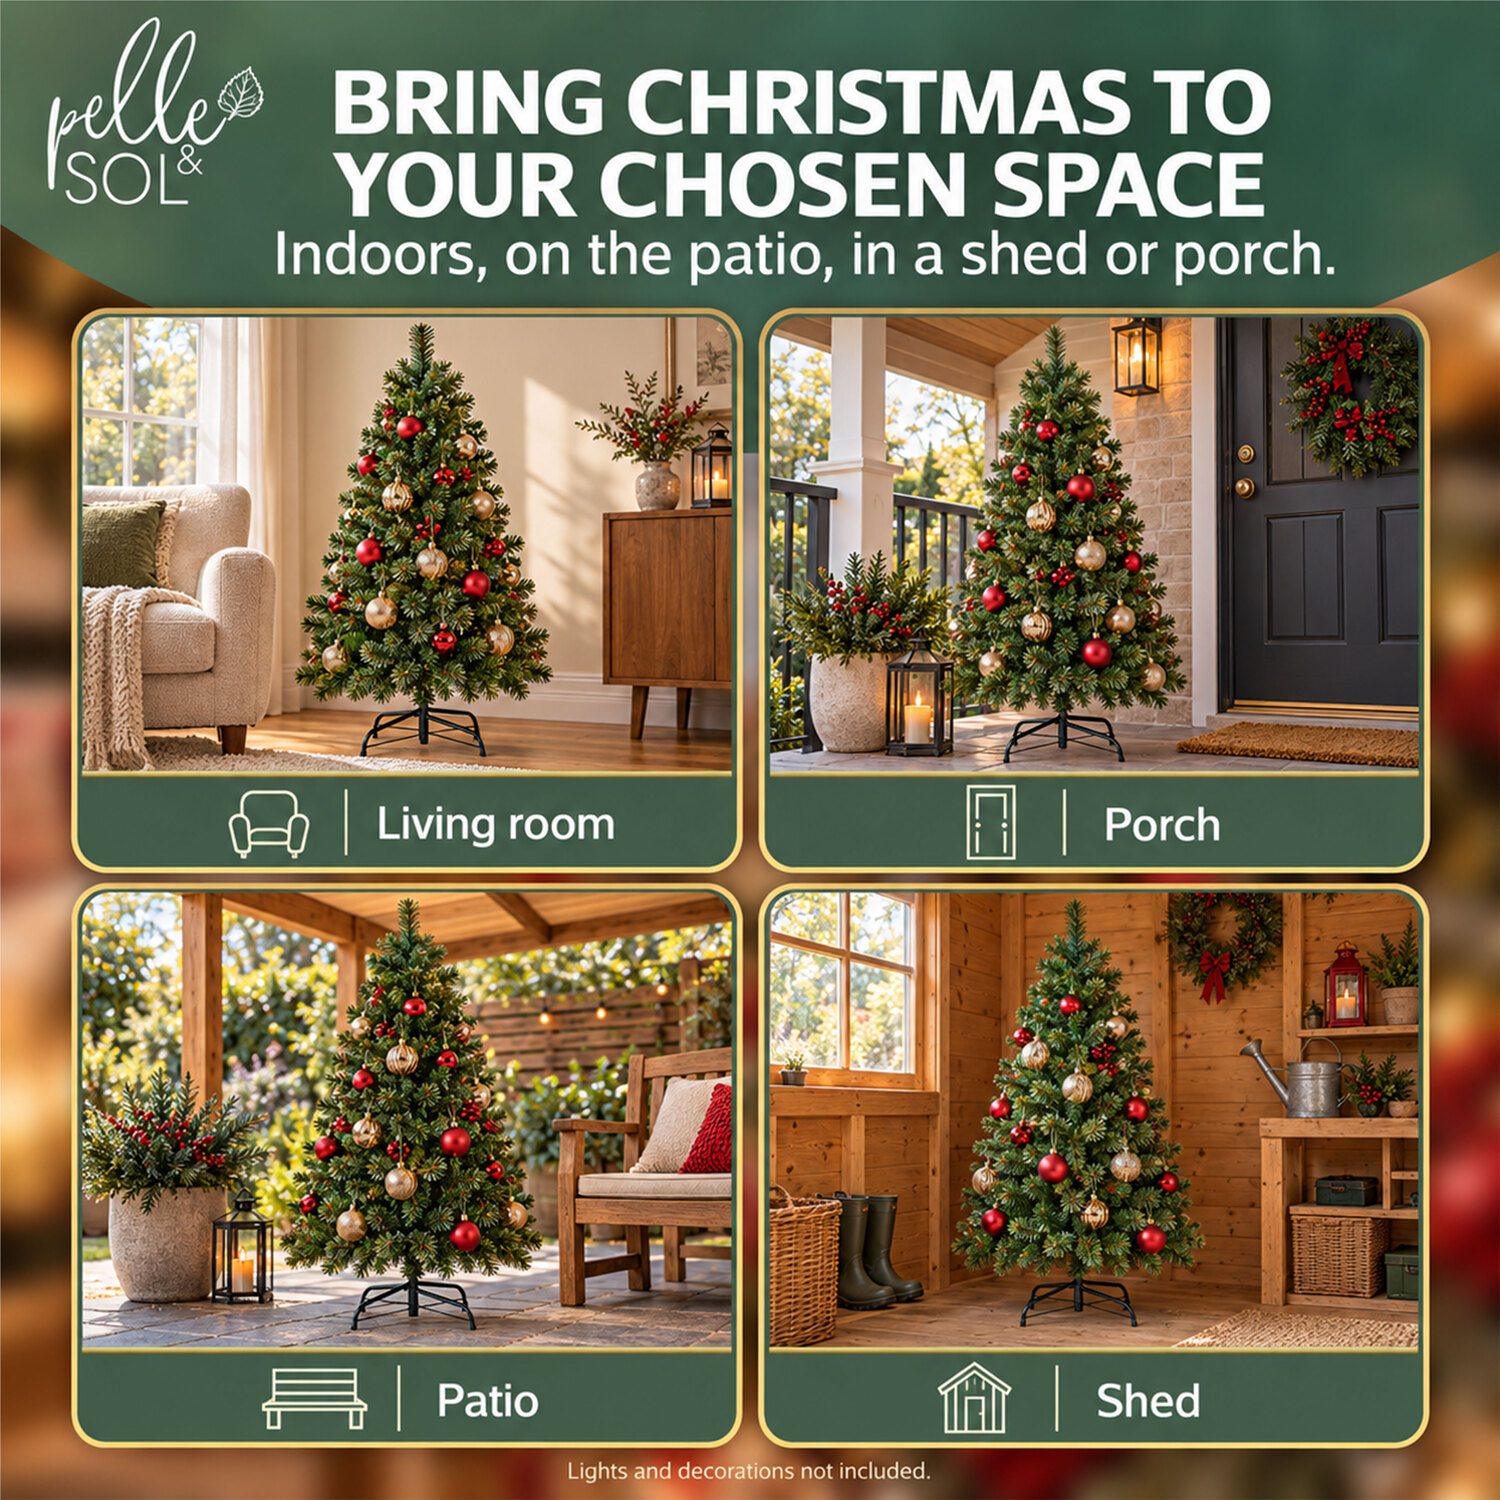 pelle
& SOL
BRING CHRISTMAS TO
YOUR CHOSEN SPACE
Indoors, on the patio, in a shed or porch.
Living room
Porch
Patio
Shed
Lights and decorations not included.